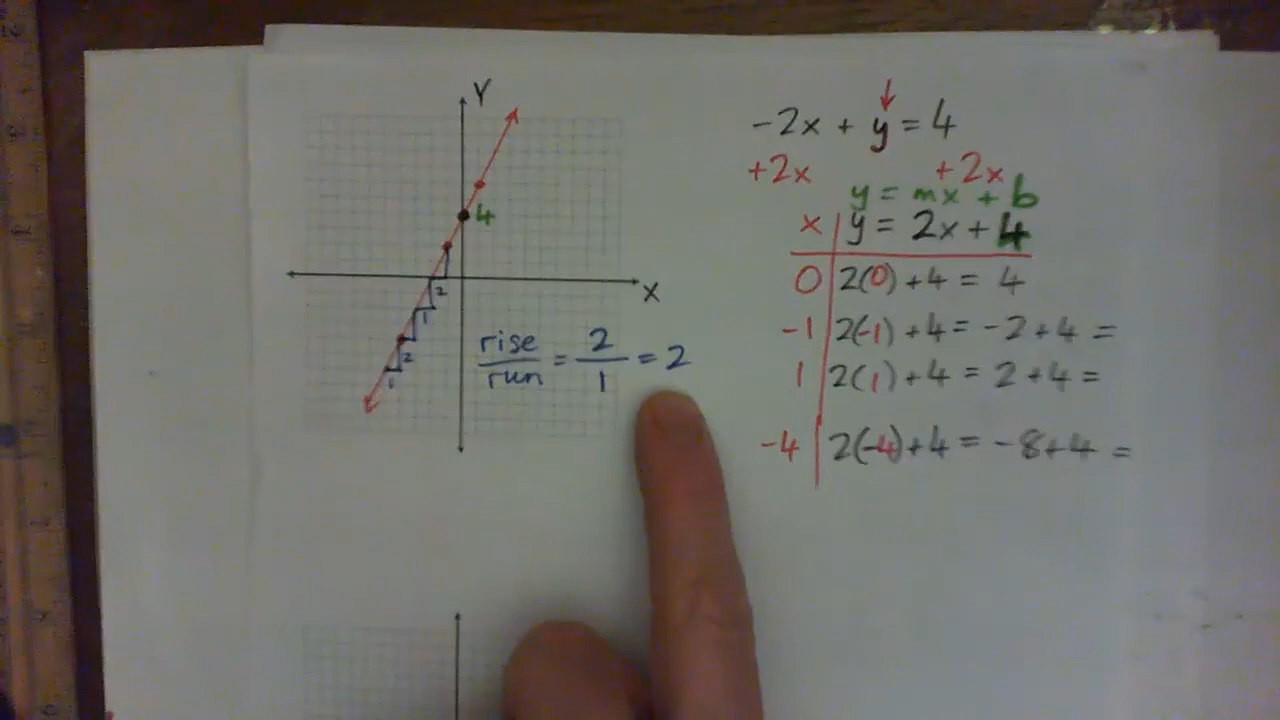 Y
4
X
2
1
2
1
rise/run = 2/1 = 2
-2x + y = 4
+2x +2x
y = mx + b
x y = 2x + 4
0 2(0) + 4 = 4
-1 2(-1) + 4 = -2 + 4 =
1 2(1) + 4 = 2 + 4 =
-4 2(-4) + 4 = -8 + 4 =